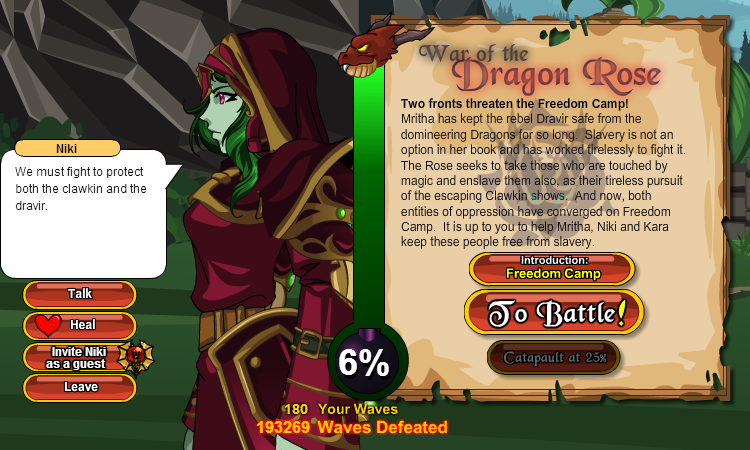 Niki
We must fight to protect
both the clawkin and the
dravir.
Talk
Heal
Invite Niki
as a guest
Leave
War of the
Dragon Rose
Two fronts threaten the Freedom Camp!
Mritha has kept the rebel Dravir safe from the
domineering Dragons for so long. Slavery is not an
option in her book and has worked tirelessly to fight it.
The Rose seeks to take those who are touched by
magic and enslave them also, as their tireless pursuit
of the escaping Clawkin shows. And now, both
entities of oppression have converged on Freedom
Camp. It is up to you to help Mritha, Niki and Kara
keep these people free from slavery.
Introduction:
Freedom Camp
To Battle!
Catapault at 25%
6%
180 Your Waves
193269 Waves Defeated